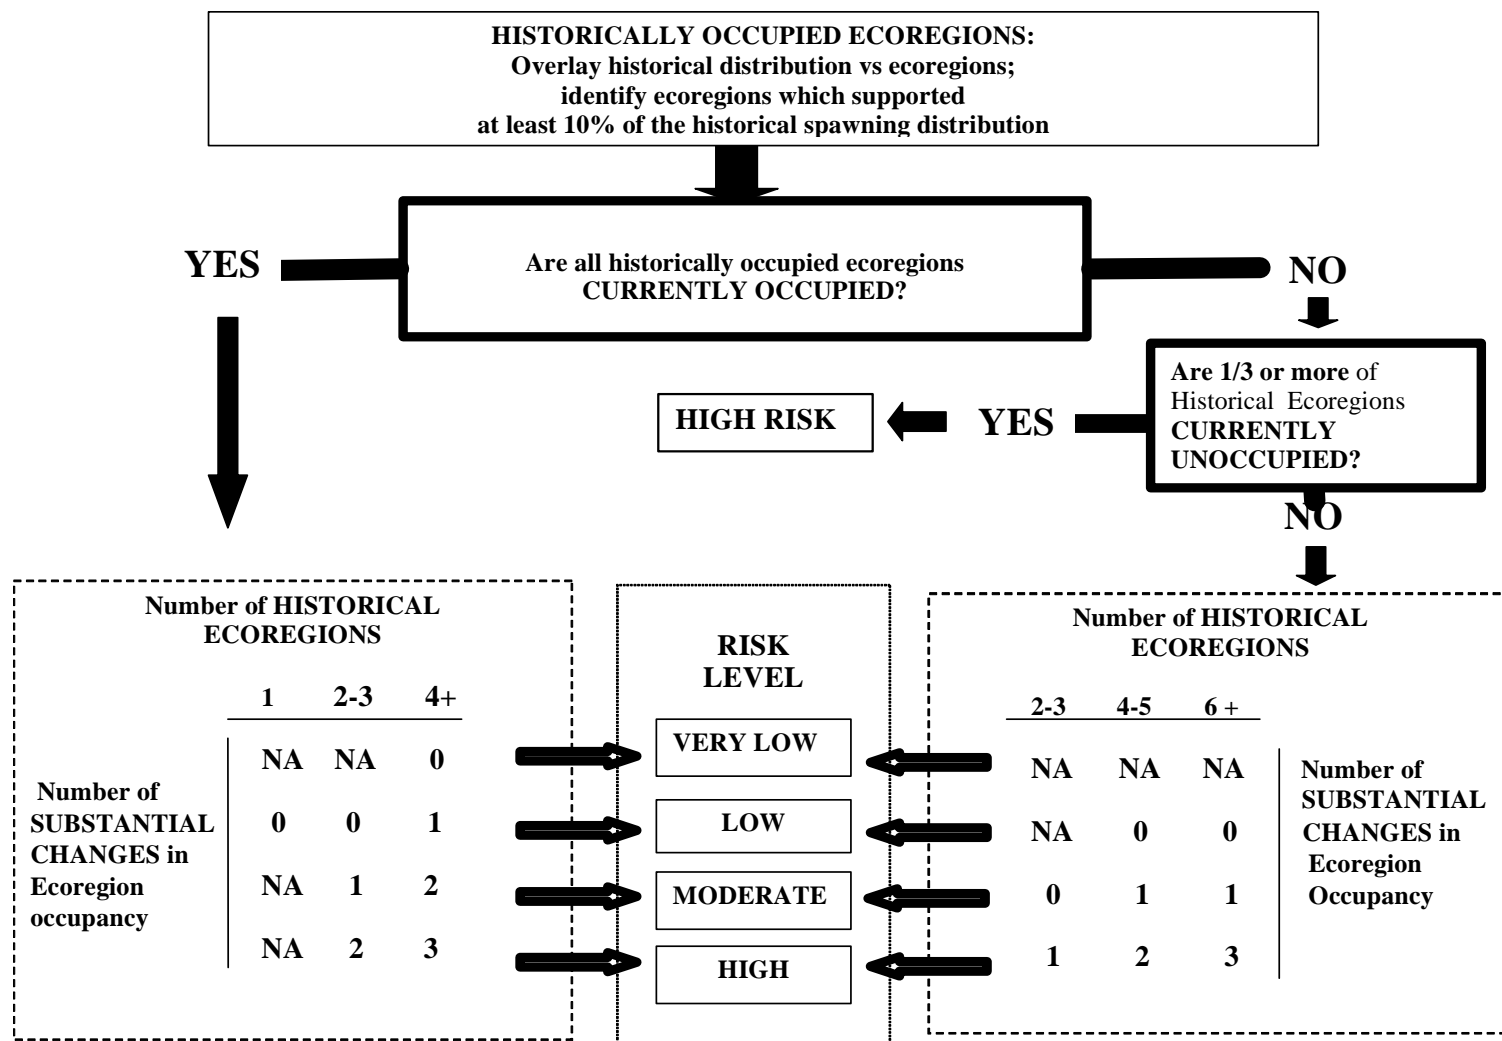 HISTORICALLY OCCUPIED ECOREGIONS:
Overlay historical distribution vs ecoregions;
identify ecoregions which supported
at least 10% of the historical spawning distribution
YES
Are all historically occupied ecoregions
CURRENTLY OCCUPIED?
NO
Are 1/3 or more of
Historical Ecoregions
CURRENTLY
UNOCCUPIED?
YES
HIGH RISK
NO
Number of HISTORICAL
ECOREGIONS
1 2-3 4+
Number of
SUBSTANTIAL
CHANGES in
Ecoregion
occupancy
NA NA 0
0 0 1
NA 1 2
NA 2 3
RISK
LEVEL
VERY LOW
LOW
MODERATE
HIGH
Number of HISTORICAL
ECOREGIONS
2-3 4-5 6 +
NA NA NA
NA 0 0
0 1 1
1 2 3
Number of
SUBSTANTIAL
CHANGES in
Ecoregion
Occupancy